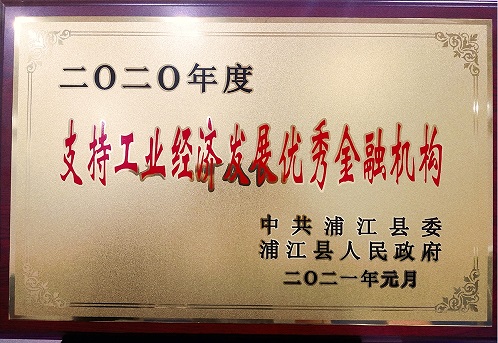 二〇二〇年度
支持工业经济发展优秀金融机构
中共浦江县委
浦江县人民政府
二〇二一年元月